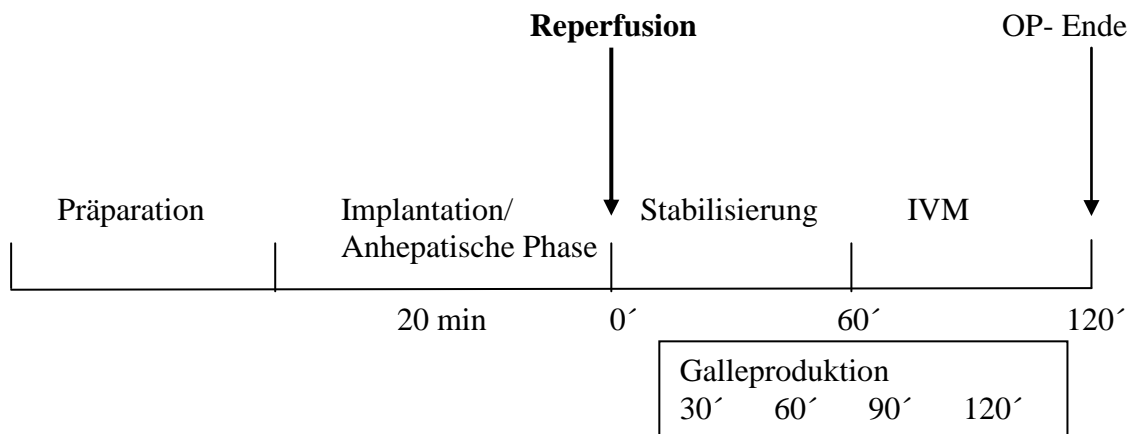 Reperfusion OP- Ende
Präparation Implantation/ Stabilisierung IVM
Anhepatische Phase
20 min 0´ 60´ 120´
Galleproduktion
30´ 60´ 90´ 120´